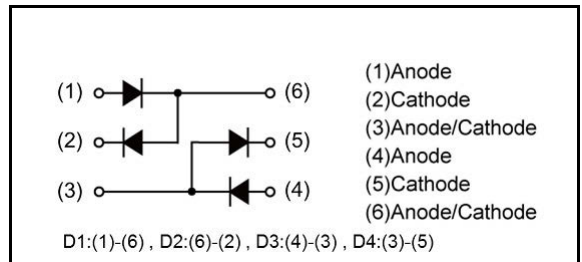 (1) (6)
(2) (5)
(3) (4)
(1)Anode
(2)Cathode
(3)Anode/Cathode
(4)Anode
(5)Cathode
(6)Anode/Cathode
D1:(1)-(6) , D2:(6)-(2) , D3:(4)-(3) , D4:(3)-(5)